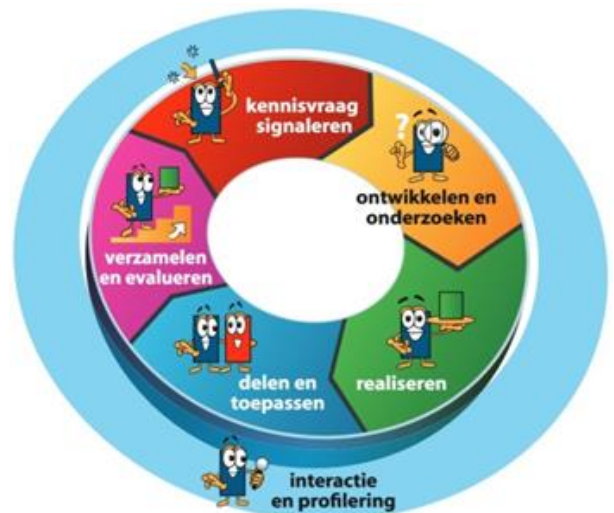 kennisvraag
signaleren
?
ontwikkelen en
onderzoeken
realiseren
delen en
toepassen
verzamelen
en evalueren
interactie
en profilering